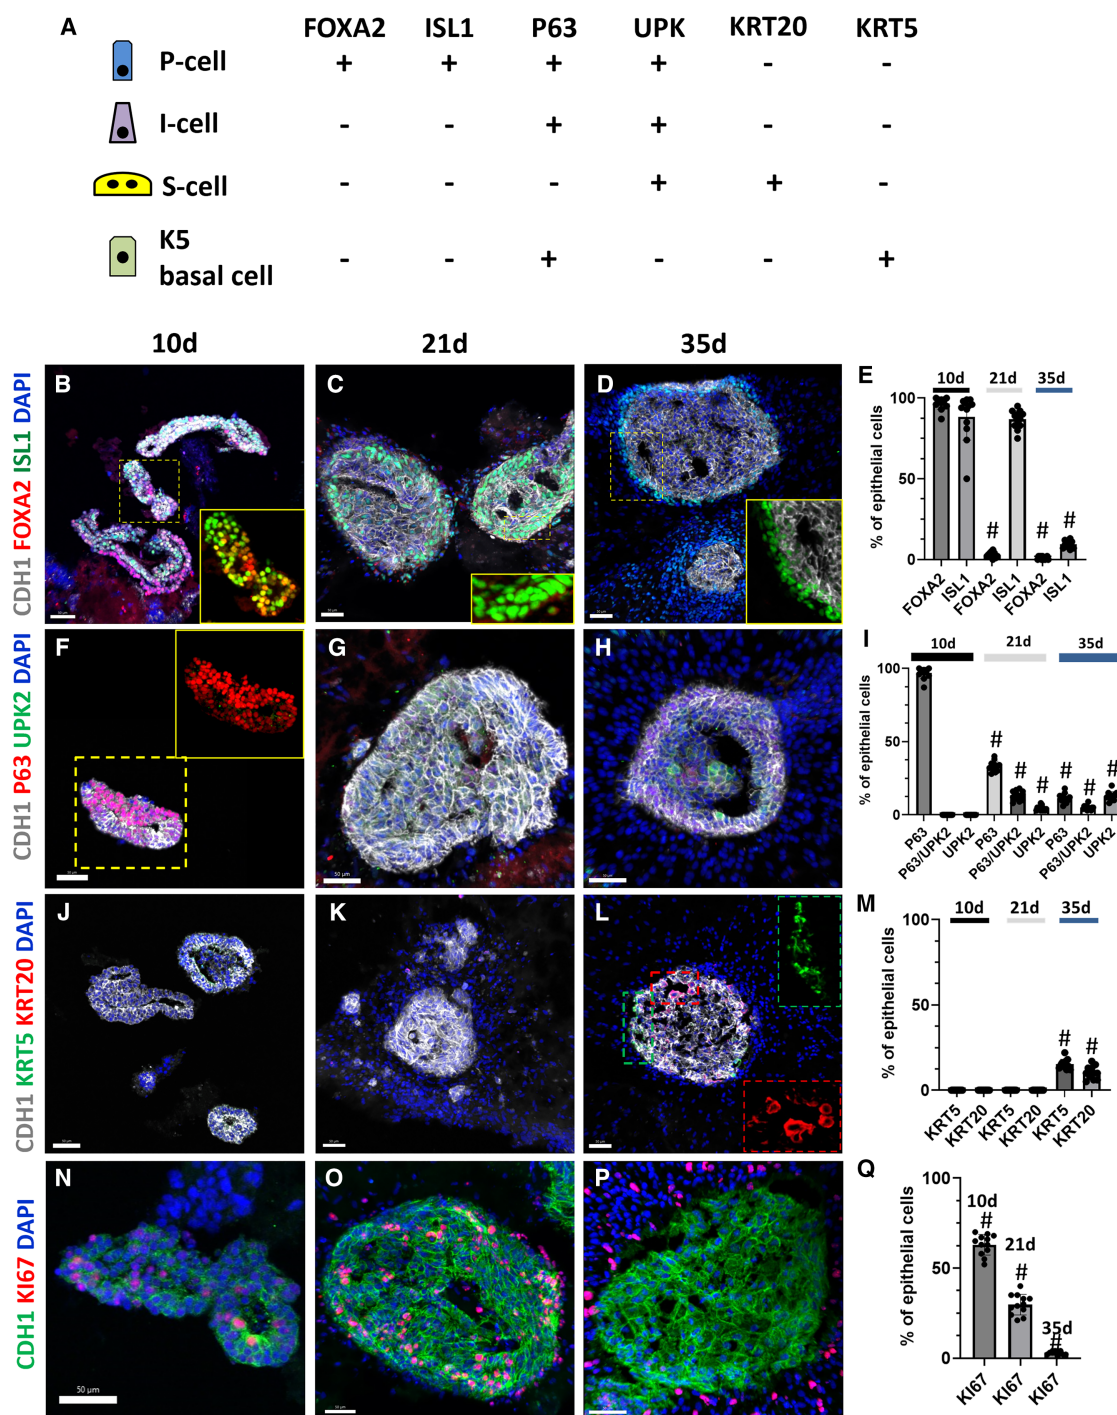 A
FOXA2 ISL1 P63 UPK KRT20 KRT5
P-cell + + + + - -
I-cell - - + + - -
S-cell - - - + + -
K5
basal cell - - + - - +
10d 21d 35d
CDH1 FOXA2 ISL1 DAPI
B
C
D
E
10d 21d 35d
% of epithelial cells
100
50
0
# # #
FOXA2 ISL1 FOXA2 ISL1 FOXA2 ISL1
CDH1 P63 UPK2 DAPI
F
G
50 μm
H
I
10d 21d 35d
% of epithelial cells
100
50
0
# # # # # #
P63 P63/UPK2 UPK2 P63 P63/UPK2 UPK2 P63 P63/UPK2 UPK2
CDH1 KRT5 KRT20 DAPI
J
K
L
M
10d 21d 35d
% of epithelial cells
100
50
0
# #
KRT5 KRT20 KRT5 KRT20 KRT5 KRT20
CDH1 KI67 DAPI
N
50 μm
O
P
Q
% of epithelial cells
100
50
0
10d
#
21d
#
35d
#
KI67 KI67 KI67